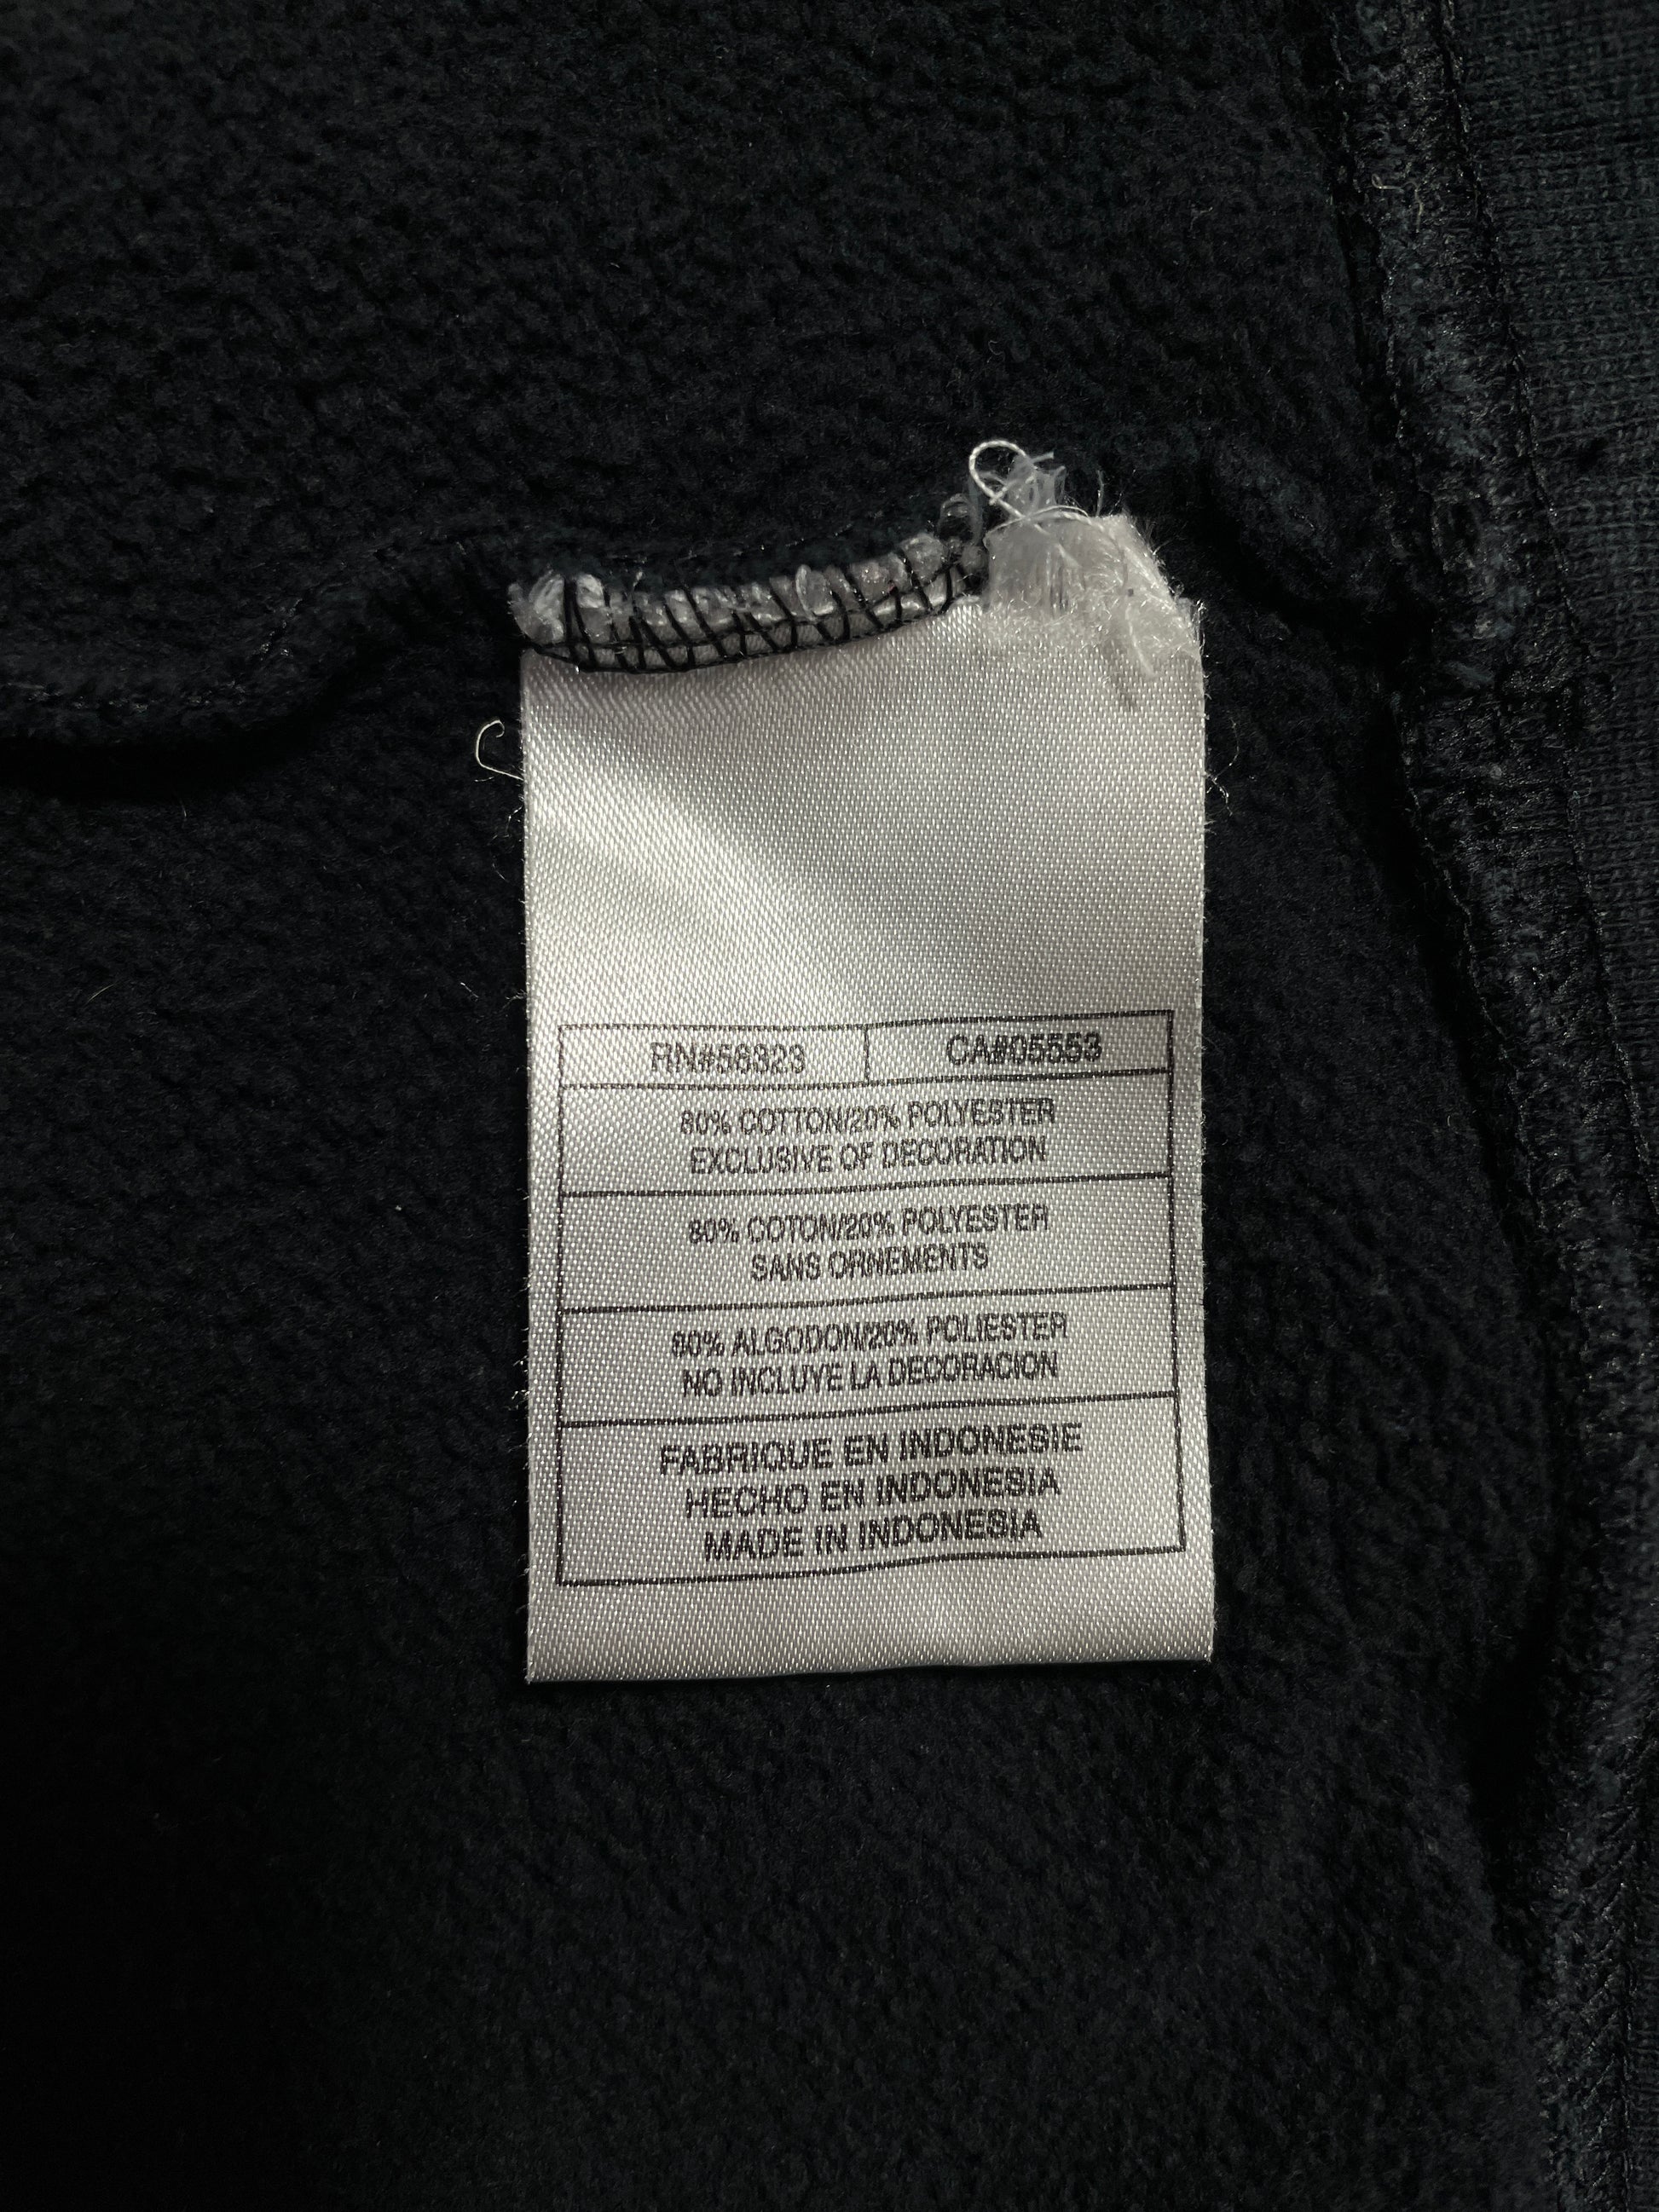 RN#56323 CA#05553
80% COTTON/20% POLYESTER
EXCLUSIVE OF DECORATION
80% COTON/20% POLYESTER
SANS ORNEMENTS
80% ALGODON/20% POLIESTER
NO INCLUYE LA DECORACION
FABRIQUE EN INDONESIE
HECHO EN INDONESIA
MADE IN INDONESIA